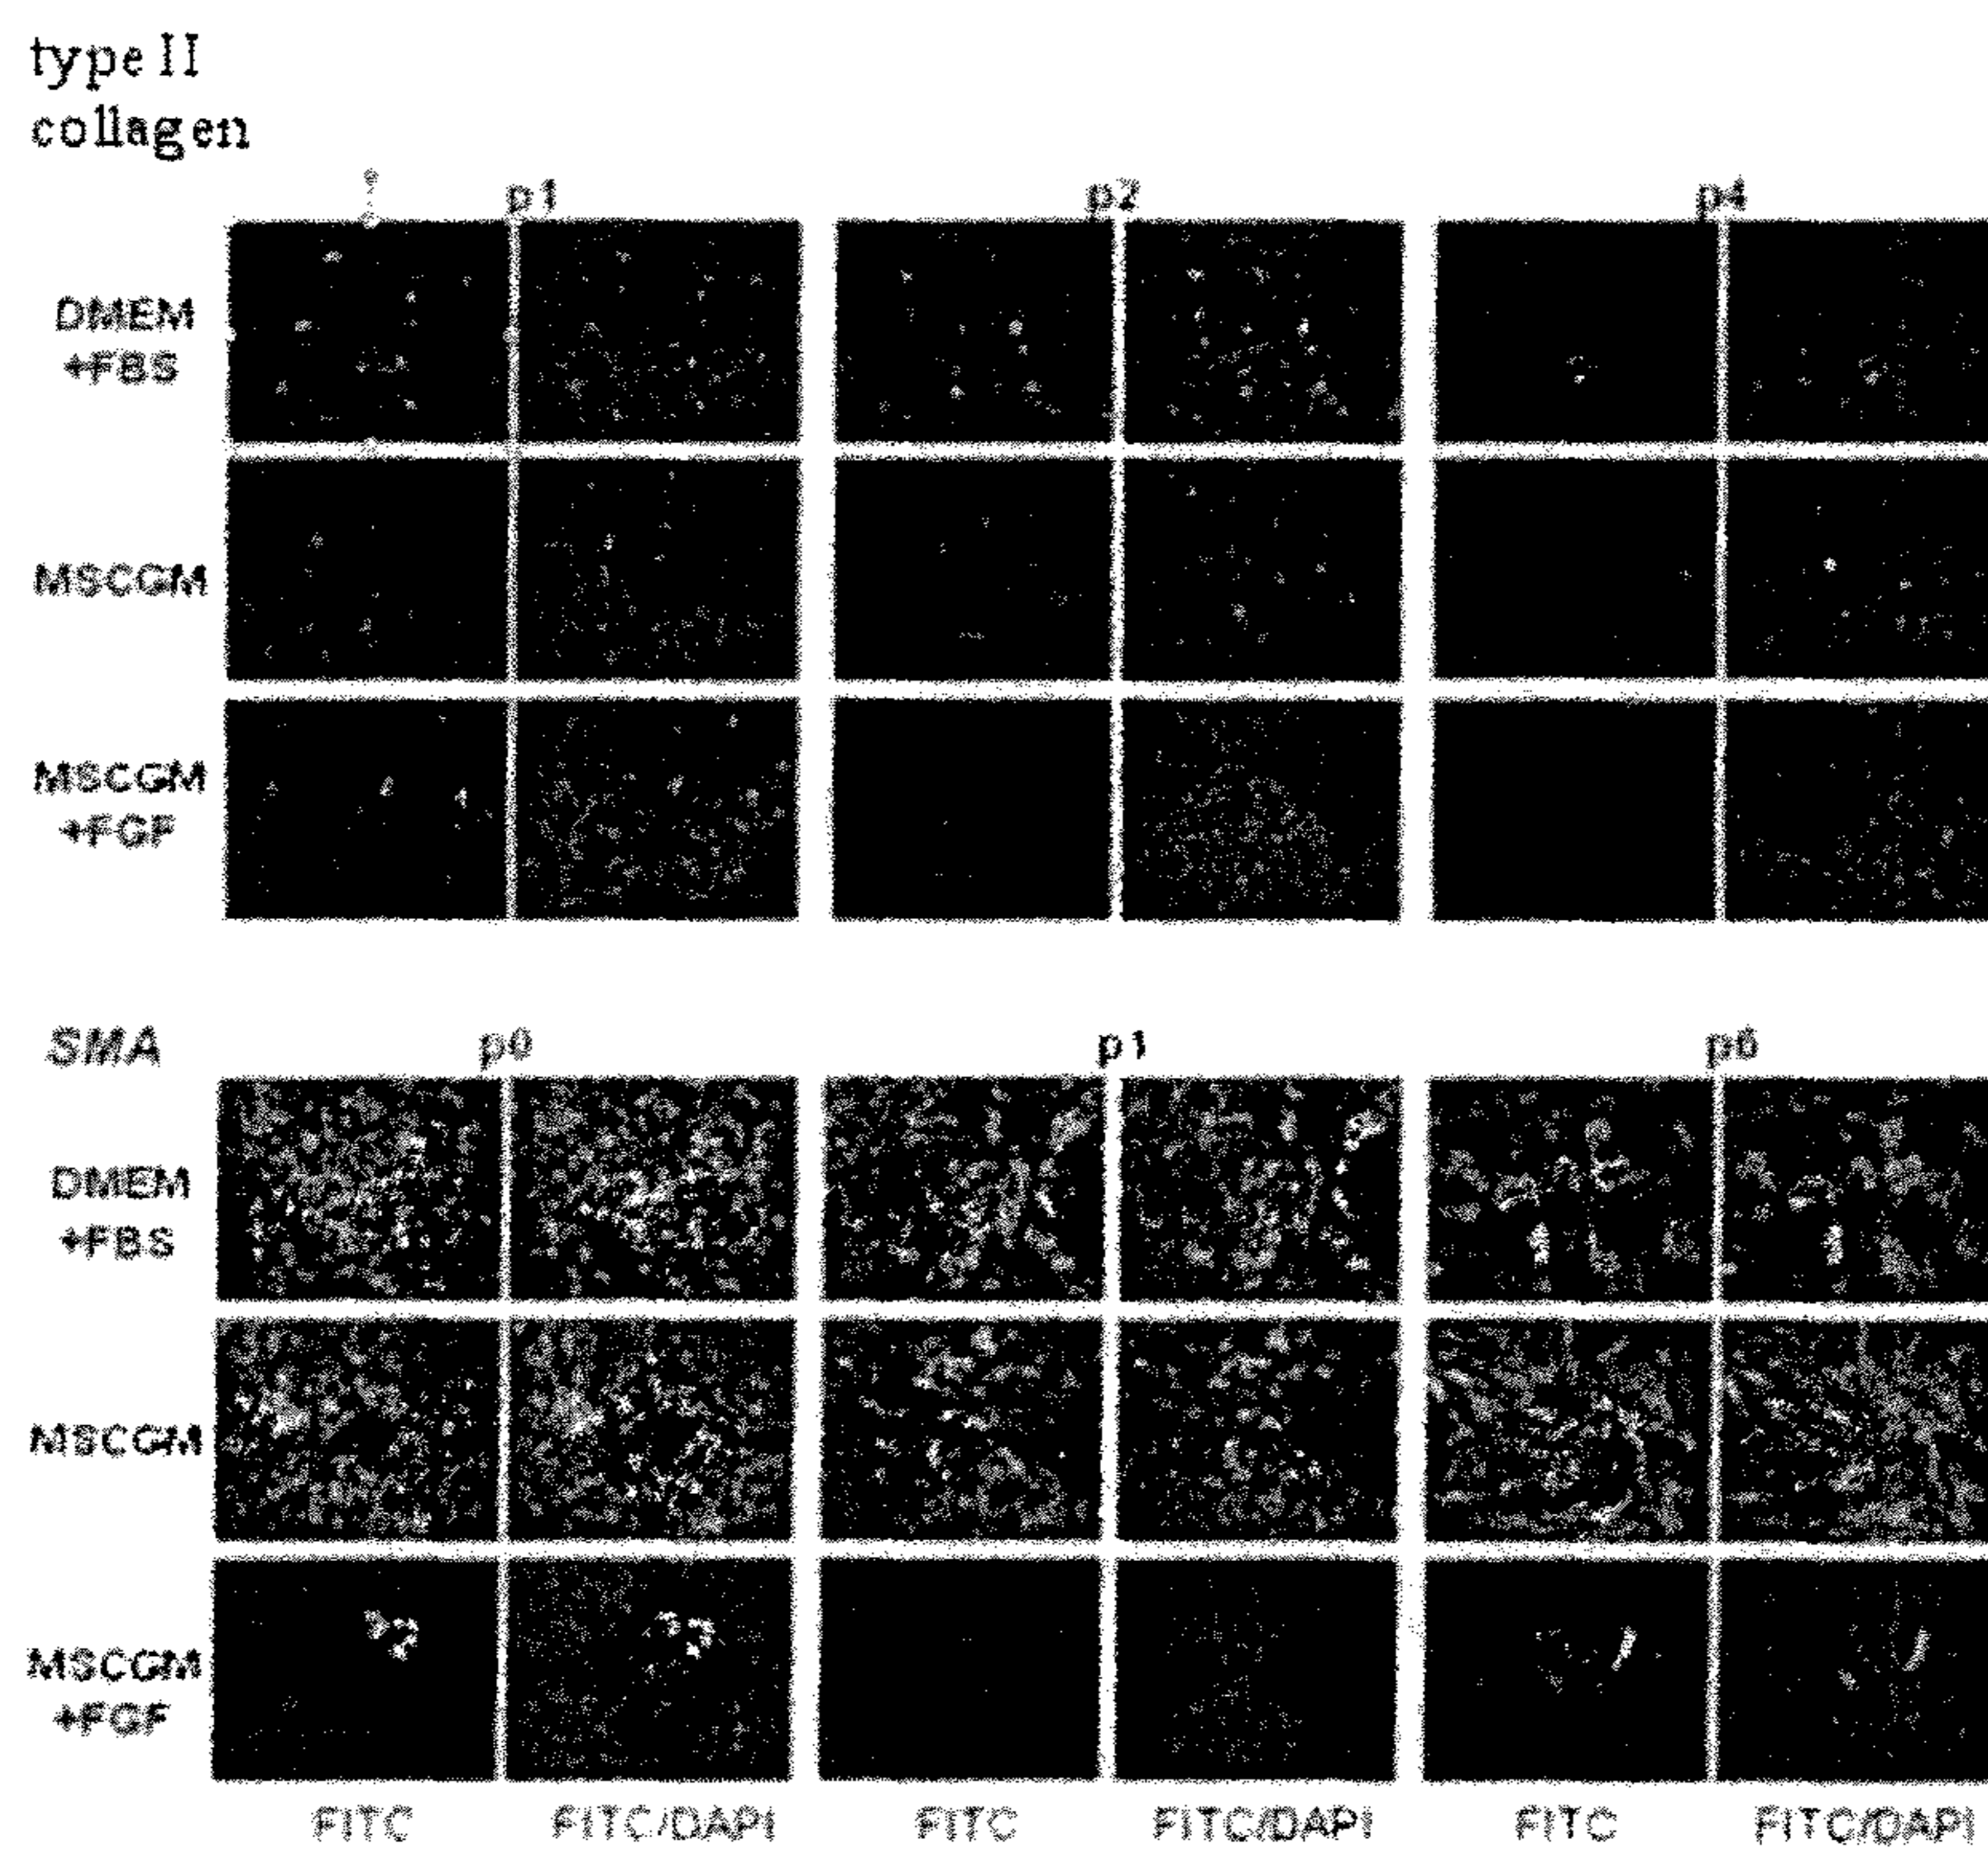 type II
collagen
p1 p2 p4
DMEM
+FBS
MSCGM
MSCGM
+FGF
SMA p0 p1 p6
DMEM
+FBS
MSCGM
MSCGM
+FGF
FITC FITC/DAPI FITC FITC/DAPI FITC FITC/DAPI